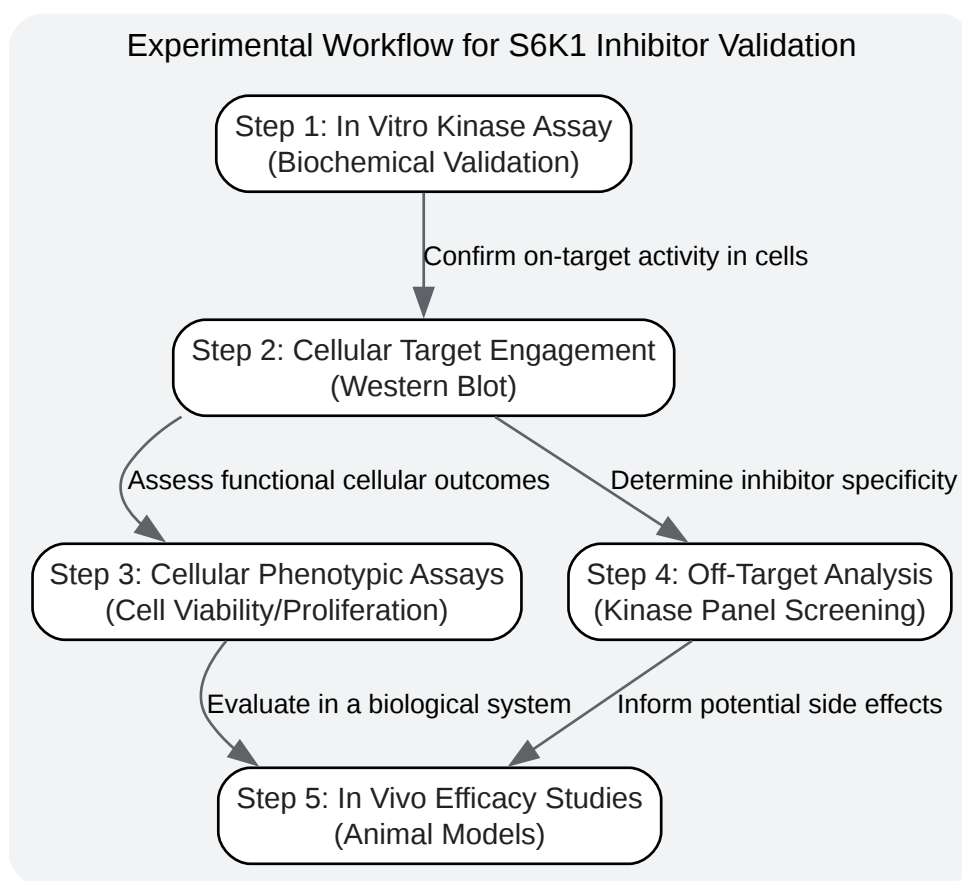 Experimental Workflow for S6K1 Inhibitor Validation
Step 1: In Vitro Kinase Assay
(Biochemical Validation)
Confirm on-target activity in cells
Step 2: Cellular Target Engagement
(Western Blot)
Assess functional cellular outcomes
Determine inhibitor specificity
Step 3: Cellular Phenotypic Assays
(Cell Viability/Proliferation)
Step 4: Off-Target Analysis
(Kinase Panel Screening)
Evaluate in a biological system
Inform potential side effects
Step 5: In Vivo Efficacy Studies
(Animal Models)